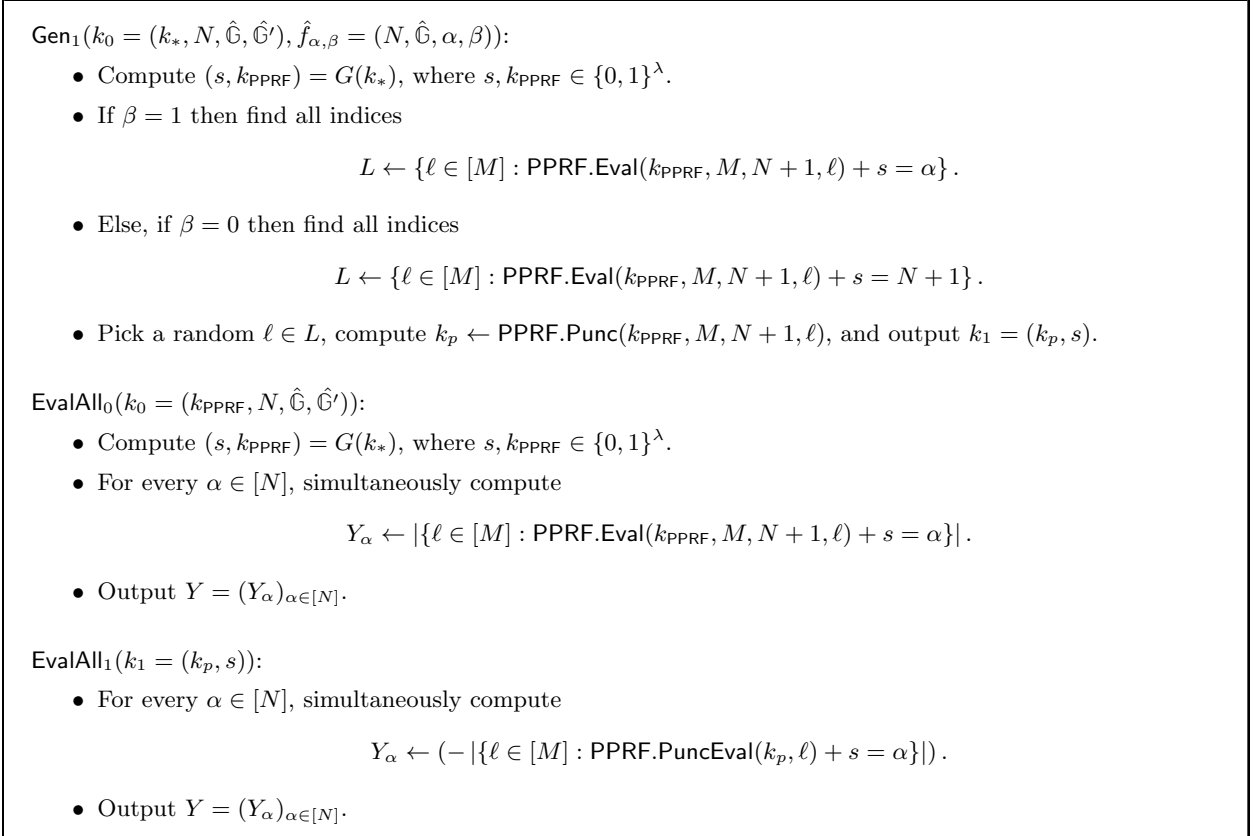 Gen₁(k₀ = (k∗, N, 𝔾̂, 𝔾̂′), f̂α,β = (N, 𝔾̂, α, β)):
• Compute (s, kPPRF) = G(k∗), where s, kPPRF ∈ {0, 1}^λ.
• If β = 1 then find all indices
L ← {ℓ ∈ [M] : PPRF.Eval(kPPRF, M, N + 1, ℓ) + s = α} .
• Else, if β = 0 then find all indices
L ← {ℓ ∈ [M] : PPRF.Eval(kPPRF, M, N + 1, ℓ) + s = N + 1} .
• Pick a random ℓ ∈ L, compute kp ← PPRF.Punc(kPPRF, M, N + 1, ℓ), and output k₁ = (kp, s).
EvalAll₀(k₀ = (kPPRF, N, 𝔾̂, 𝔾̂′)):
• Compute (s, kPPRF) = G(k∗), where s, kPPRF ∈ {0, 1}^λ.
• For every α ∈ [N], simultaneously compute
Yα ← |{ℓ ∈ [M] : PPRF.Eval(kPPRF, M, N + 1, ℓ) + s = α}| .
• Output Y = (Yα)α∈[N].
EvalAll₁(k₁ = (kp, s)):
• For every α ∈ [N], simultaneously compute
Yα ← (− |{ℓ ∈ [M] : PPRF.PuncEval(kp, ℓ) + s = α}|) .
• Output Y = (Yα)α∈[N].